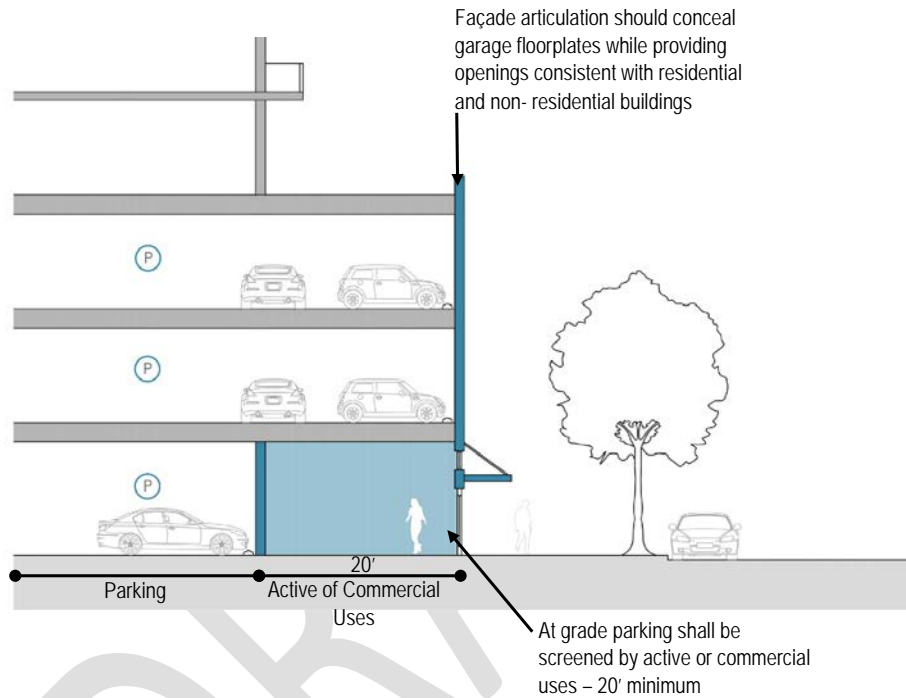 Façade articulation should conceal
garage floorplates while providing
openings consistent with residential
and non- residential buildings
P
P
P
20'
Parking
Active of Commercial
Uses
At grade parking shall be
screened by active or commercial
uses – 20' minimum